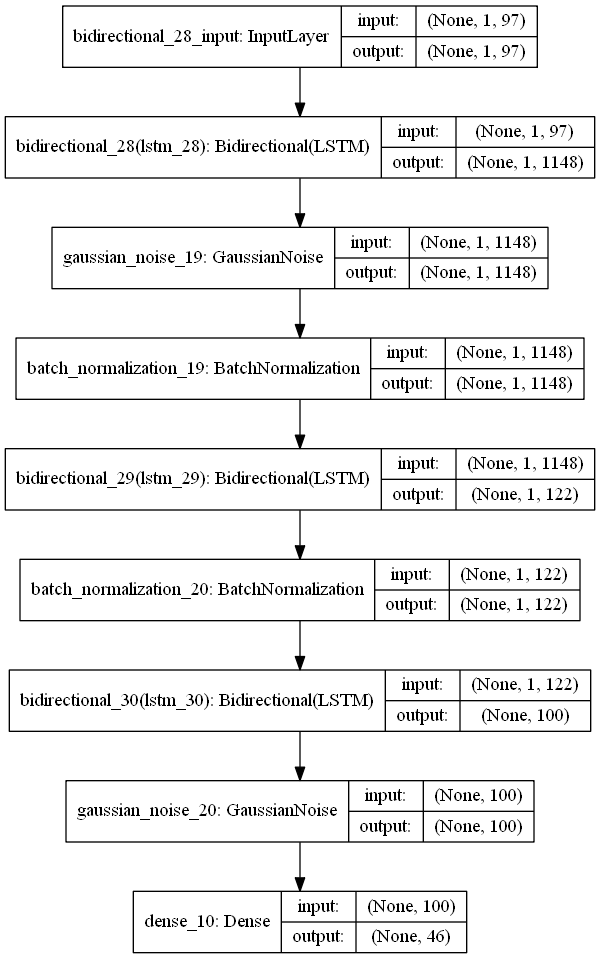 bidirectional_28_input: InputLayer input: (None, 1, 97)
output: (None, 1, 97)
bidirectional_28(lstm_28): Bidirectional(LSTM) input: (None, 1, 97)
output: (None, 1, 1148)
gaussian_noise_19: GaussianNoise input: (None, 1, 1148)
output: (None, 1, 1148)
batch_normalization_19: BatchNormalization input: (None, 1, 1148)
output: (None, 1, 1148)
bidirectional_29(lstm_29): Bidirectional(LSTM) input: (None, 1, 1148)
output: (None, 1, 122)
batch_normalization_20: BatchNormalization input: (None, 1, 122)
output: (None, 1, 122)
bidirectional_30(lstm_30): Bidirectional(LSTM) input: (None, 1, 122)
output: (None, 100)
gaussian_noise_20: GaussianNoise input: (None, 100)
output: (None, 100)
dense_10: Dense input: (None, 100)
output: (None, 46)